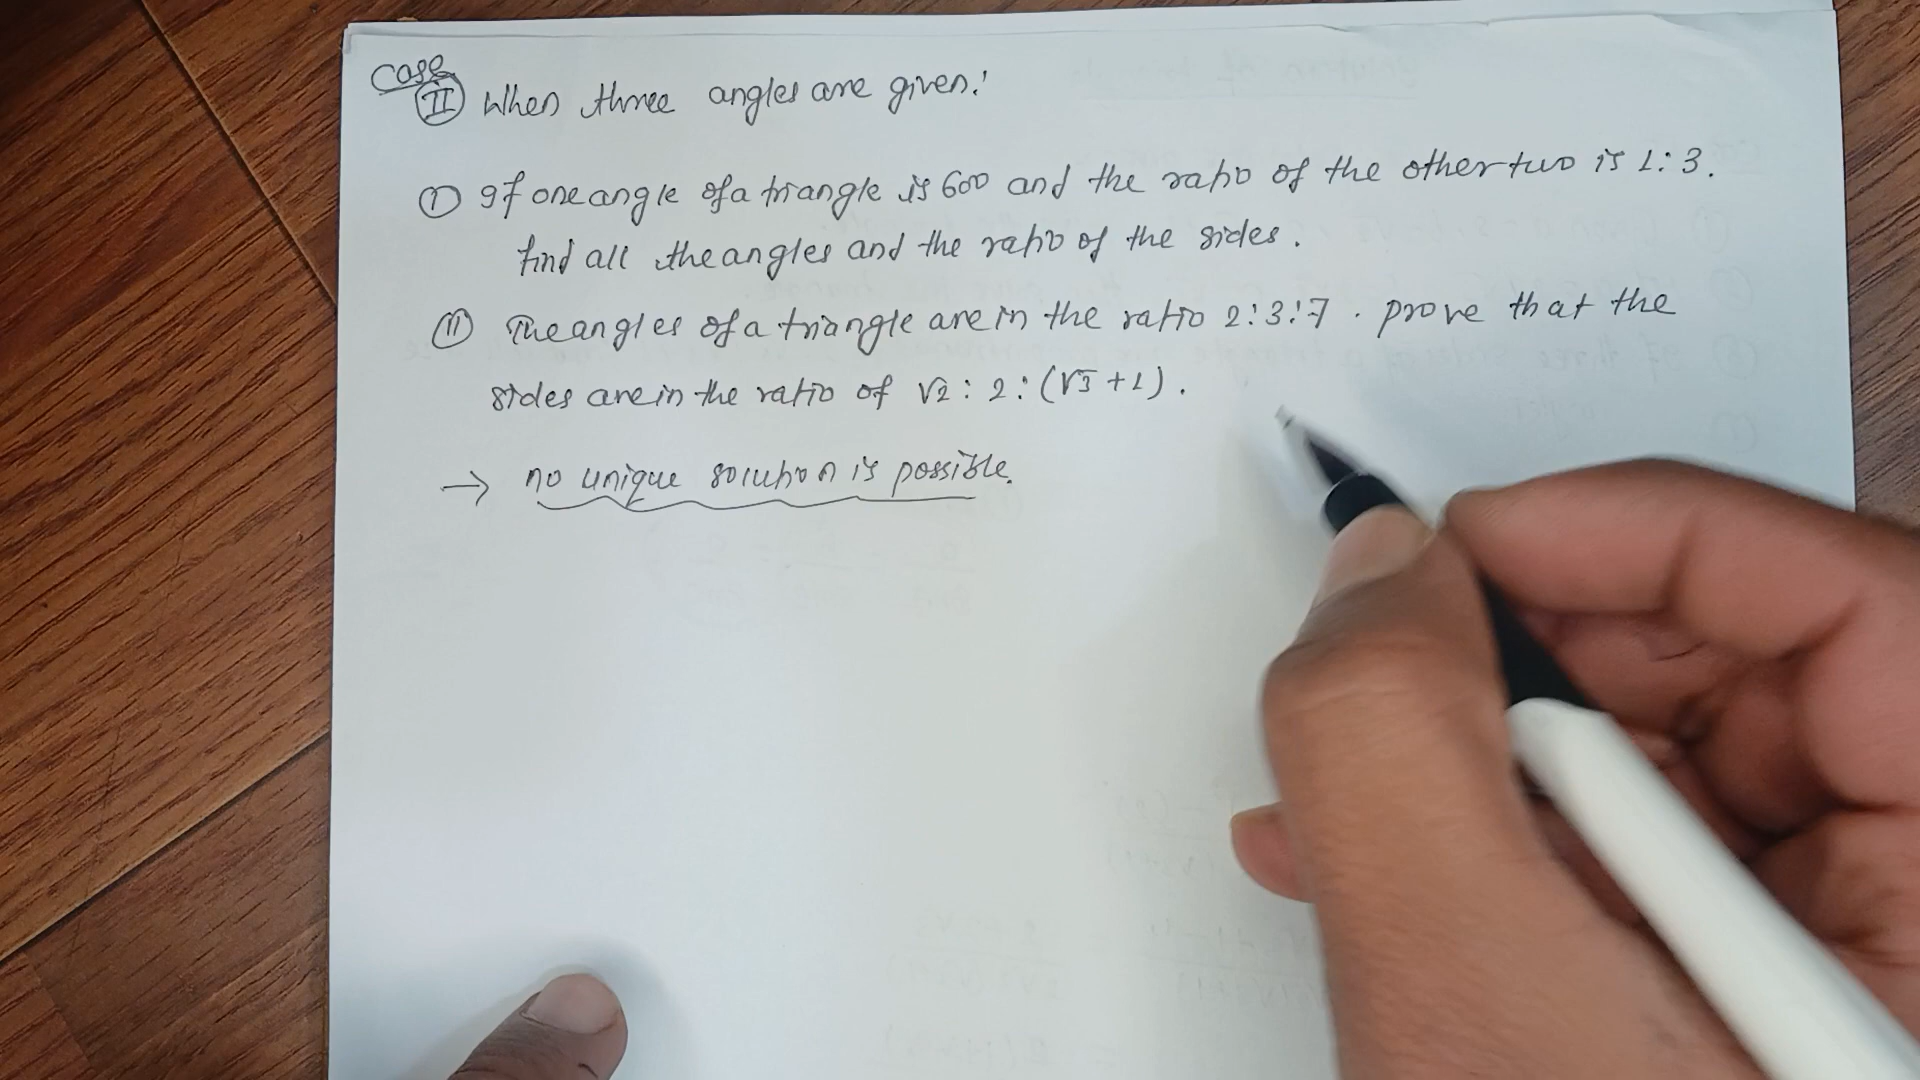 Case
(II) When three angles are given:
(I) If one angle of a triangle is 600 and the ratio of the other two is 1:3.
find all the angles and the ratio of the sides.
(II) The angles of a triangle are in the ratio 2:3:7. prove that the
sides are in the ratio of √2 : 2 : (√3 + 1).
→ no unique solution is possible.